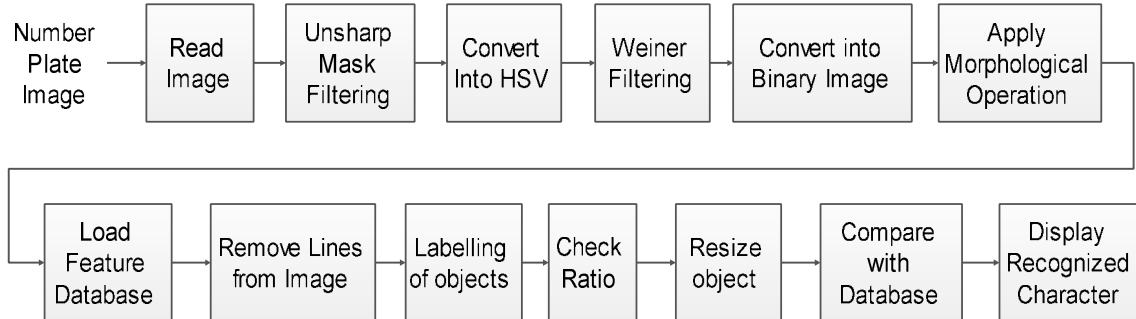 Number
Plate
Image
Read
Image
Unsharp
Mask
Filtering
Convert
Into HSV
Weiner
Filtering
Convert into
Binary Image
Apply
Morphological
Operation
Load
Feature
Database
Remove Lines
from Image
Labelling
of objects
Check
Ratio
Resize
object
Compare
with
Database
Display
Recognized
Character